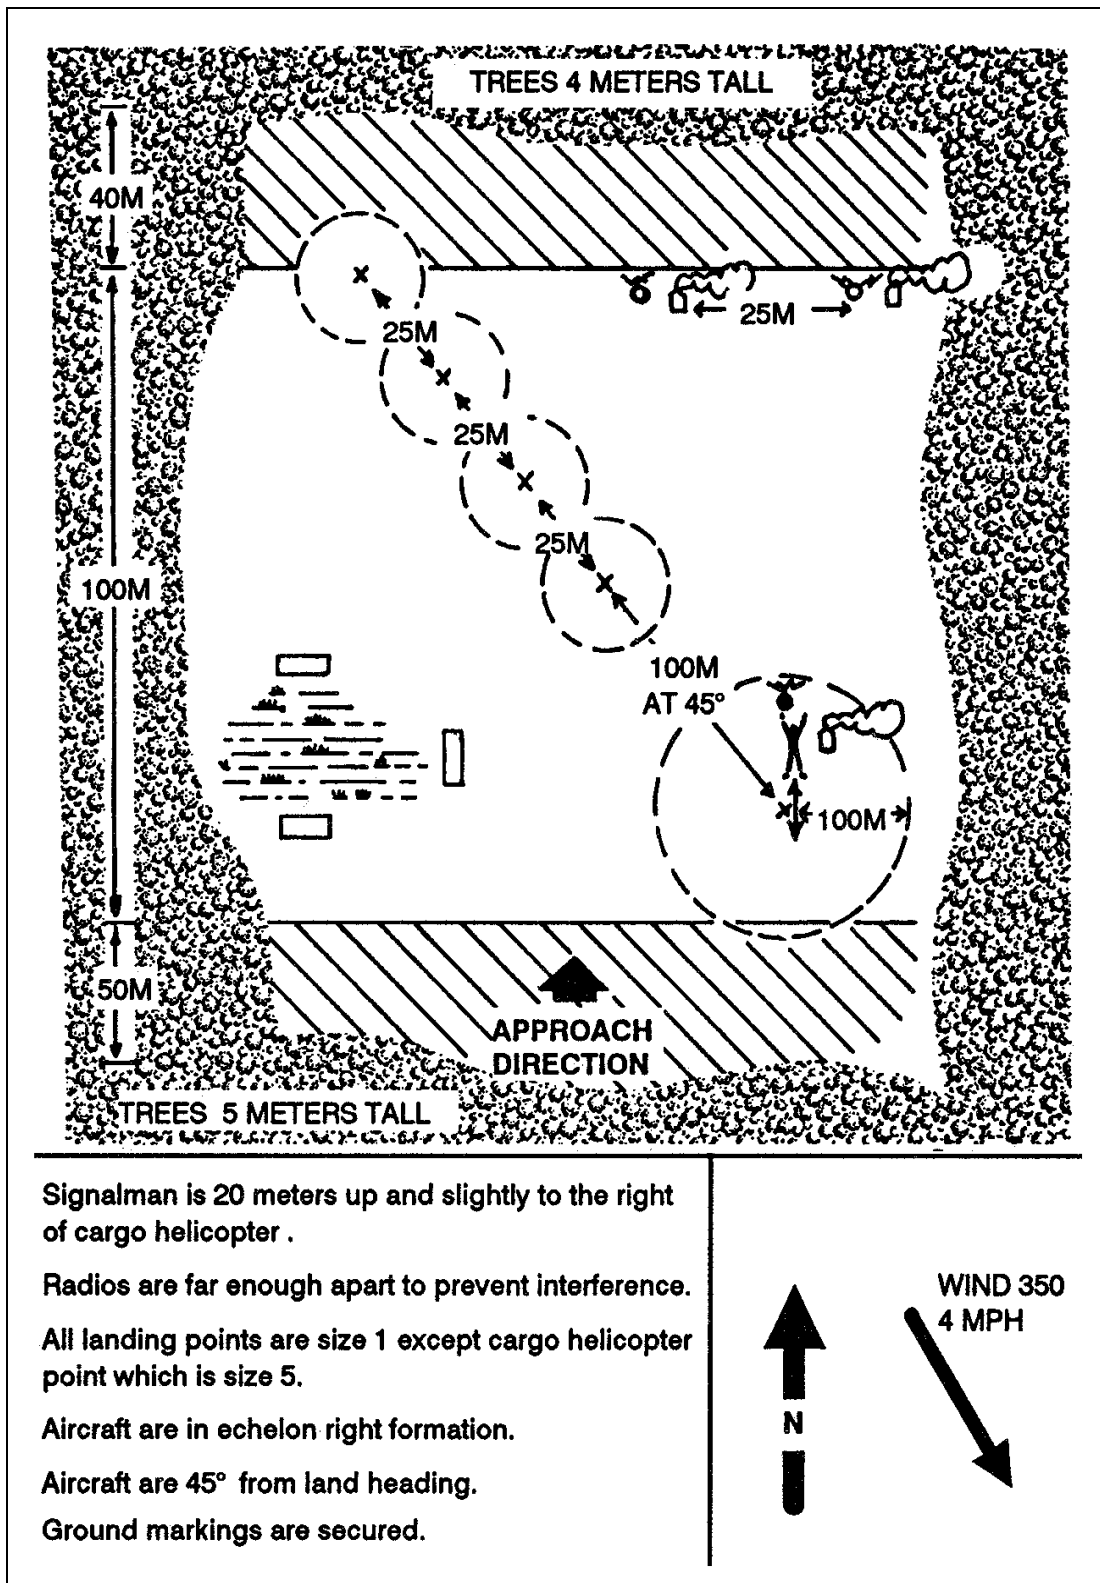 TREES 4 METERS TALL
40M
25M
25M
25M
25M
100M
100M
AT 45°
100M
50M
APPROACH
DIRECTION
TREES 5 METERS TALL
Signalman is 20 meters up and slightly to the right
of cargo helicopter .
Radios are far enough apart to prevent interference.
All landing points are size 1 except cargo helicopter
point which is size 5.
Aircraft are in echelon right formation.
Aircraft are 45° from land heading.
Ground markings are secured.
N
WIND 350
4 MPH